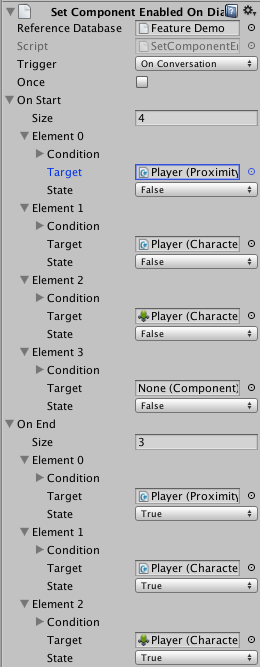 Set Component Enabled On Dia
Reference Database Feature Demo
Script SetComponentEn
Trigger On Conversation
Once
On Start
Size 4
Element 0
Condition
Target Player (Proximity
State False
Element 1
Condition
Target Player (Characte
State False
Element 2
Condition
Target Player (Characte
State False
Element 3
Condition
Target None (Component)
State False
On End
Size 3
Element 0
Condition
Target Player (Proximity
State True
Element 1
Condition
Target Player (Characte
State True
Element 2
Condition
Target Player (Characte
State True